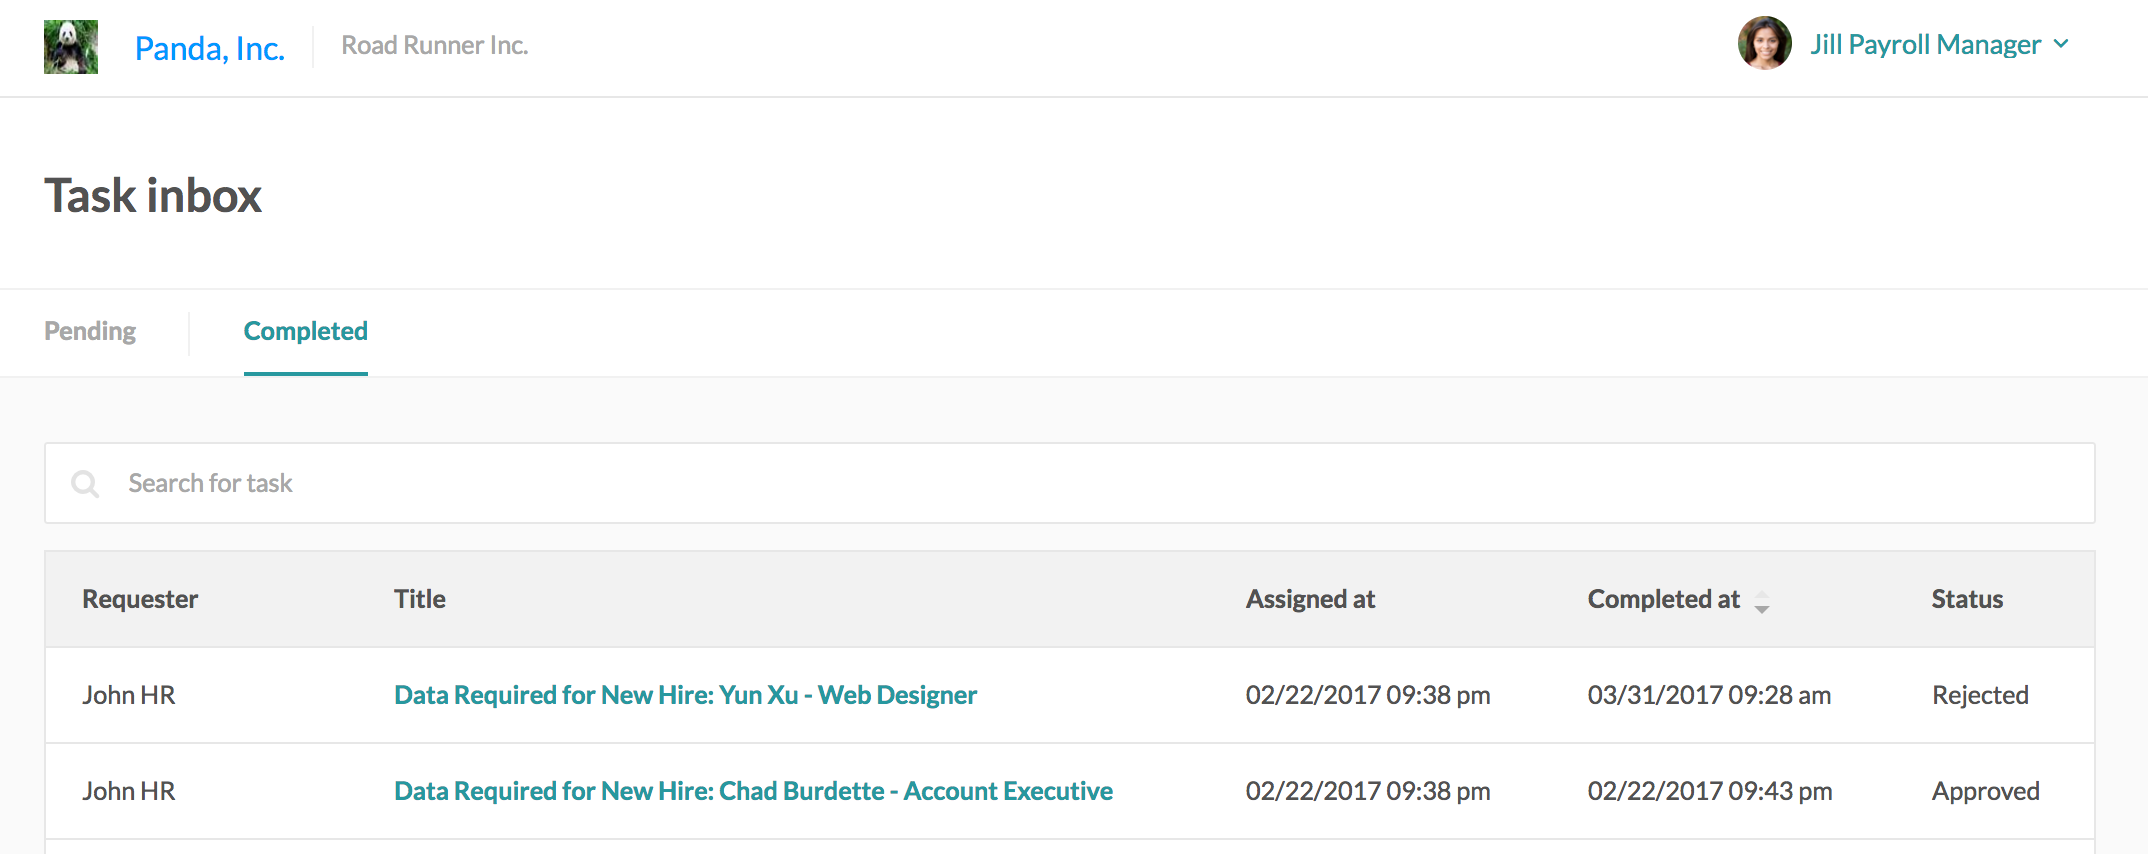 Panda, Inc. Road Runner Inc. Jill Payroll Manager
Task inbox
Pending Completed
Search for task
Requester Title Assigned at Completed at Status
John HR Data Required for New Hire: Yun Xu - Web Designer 02/22/2017 09:38 pm 03/31/2017 09:28 am Rejected
John HR Data Required for New Hire: Chad Burdette - Account Executive 02/22/2017 09:38 pm 02/22/2017 09:43 pm Approved